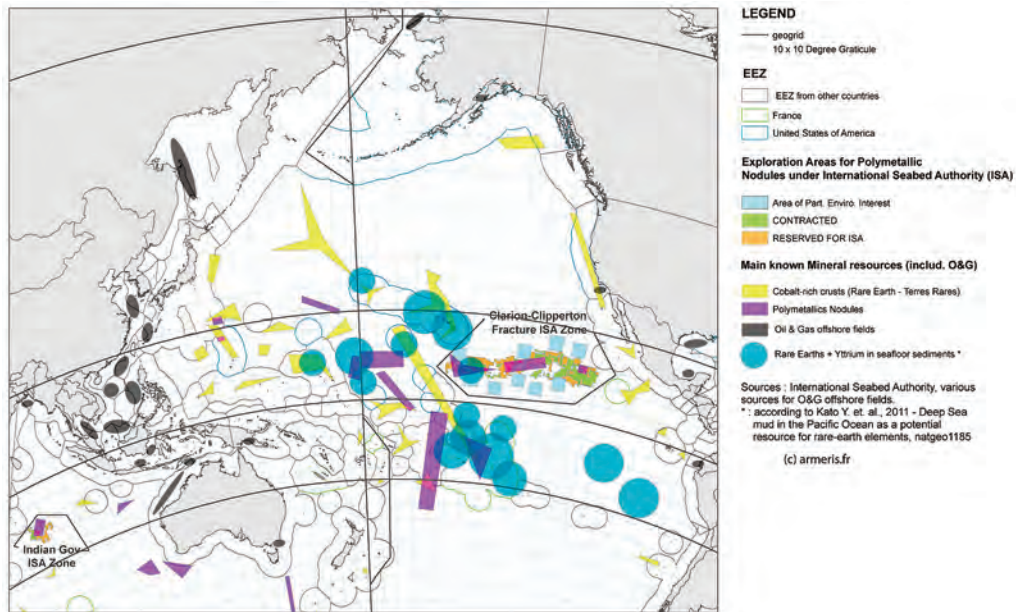 Clarion-Clipperton
Fracture ISA Zone
Indian Gov
ISA Zone
LEGEND
geogrid
10 x 10 Degree Graticule
EEZ
EEZ from other countries
France
United States of America
Exploration Areas for Polymetallic
Nodules under International Seabed Authority (ISA)
Area of Part. Enviro. Interest
CONTRACTED
RESERVED FOR ISA
Main known Mineral resources (includ. O&G)
Cobalt-rich crusts (Rare Earth - Terres Rares)
Polymetallics Nodules
Oil & Gas offshore fields
Rare Earths + Yttrium in seafloor sediments *
Sources : International Seabed Authority, various
sources for O&G offshore fields.
* : according to Kato Y. et. al., 2011 - Deep Sea
mud in the Pacific Ocean as a potential
resource for rare-earth elements, natgeo1185
(c) armeris.fr